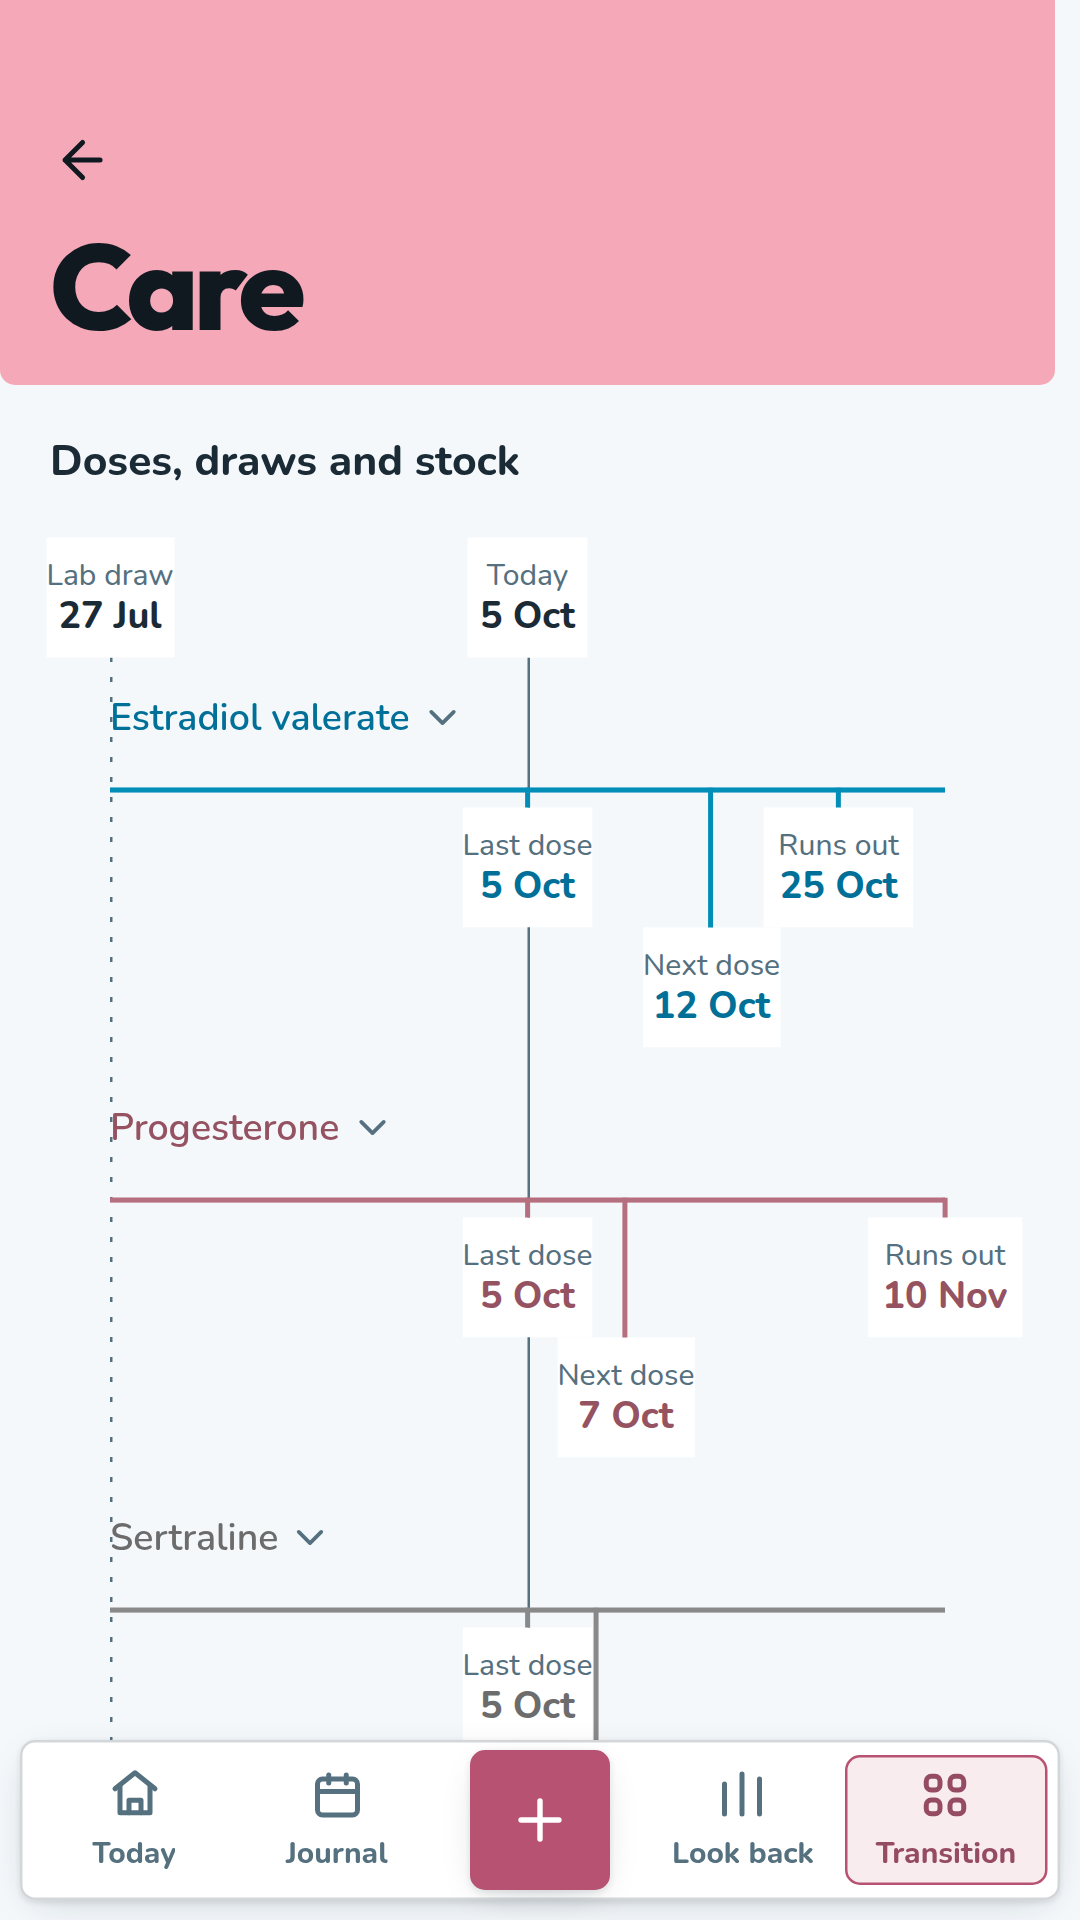 Care
Doses, draws and stock
Lab draw
27 Jul
Today
5 Oct
Estradiol valerate
Last dose
5 Oct
Runs out
25 Oct
Next dose
12 Oct
Progesterone
Last dose
5 Oct
Runs out
10 Nov
Next dose
7 Oct
Sertraline
Last dose
5 Oct
Today
Journal
Look back
Transition